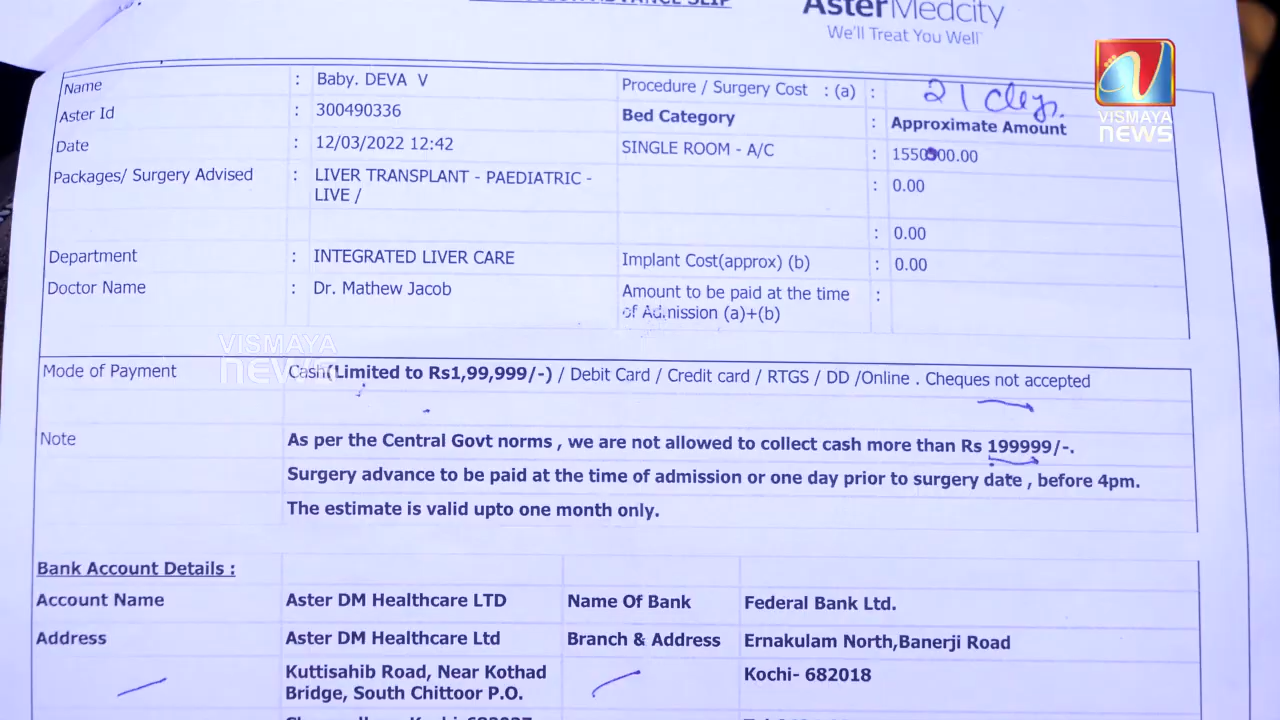 ADVANCE SLIP
Aster Medcity
We'll Treat You Well
VISMAYA
NEWS
Name : Baby. DEVA V Procedure / Surgery Cost : (a) : 21 days.
Aster Id : 300490336 Bed Category : Approximate Amount
Date : 12/03/2022 12:42 SINGLE ROOM - A/C : 1550000.00
Packages/ Surgery Advised : LIVER TRANSPLANT - PAEDIATRIC - : 0.00
LIVE /
: 0.00
Department : INTEGRATED LIVER CARE Implant Cost(approx) (b) : 0.00
Doctor Name : Dr. Mathew Jacob Amount to be paid at the time :
of Admission (a)+(b)
VISMAYA
news
Mode of Payment Cash(Limited to Rs1,99,999/-) / Debit Card / Credit card / RTGS / DD /Online . Cheques not accepted
Note As per the Central Govt norms , we are not allowed to collect cash more than Rs 199999/-.
Surgery advance to be paid at the time of admission or one day prior to surgery date , before 4pm.
The estimate is valid upto one month only.
Bank Account Details :
Account Name Aster DM Healthcare LTD Name Of Bank Federal Bank Ltd.
Address Aster DM Healthcare Ltd Branch & Address Ernakulam North,Banerji Road
Kuttisahib Road, Near Kothad Kochi- 682018
Bridge, South Chittoor P.O.